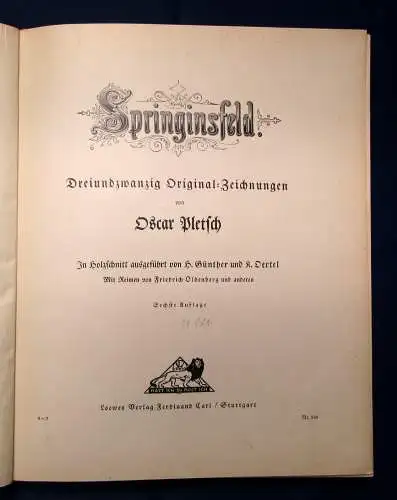 Springinsfeld.
Dreiundzwanzig Original-Zeichnungen
von
Oscar Pletsch
In Holzschnitt ausgeführt von H. Günther und K. Oertel
Mit Reimen von Friedrich Oldenberg und anderen
Sechste Auflage
Loewes Verlag Ferdinand Carl / Stuttgart